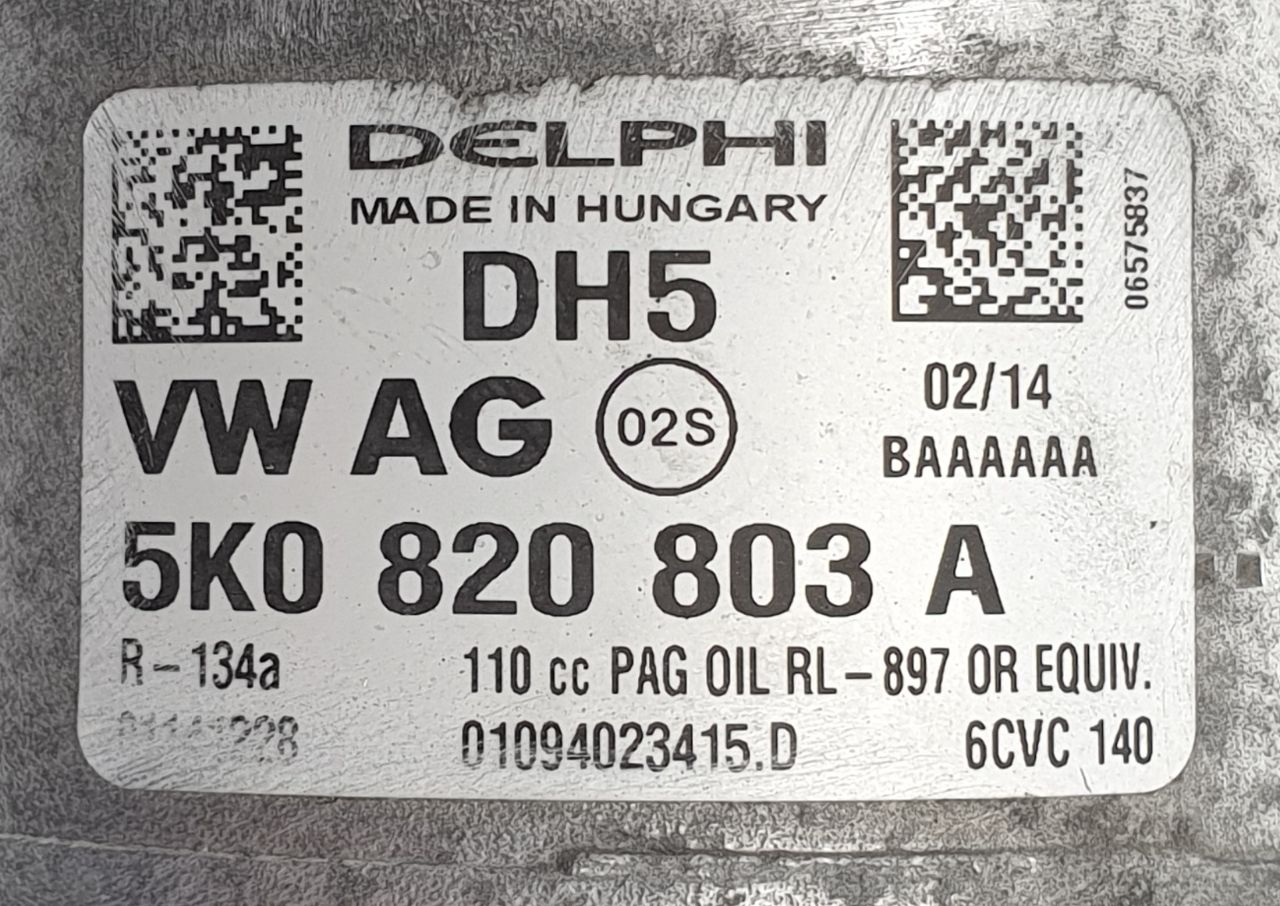 DELPHI
MADE IN HUNGARY
DH5
06575837
VW AG 02S
02/14
BAAAAAA
5K0 820 803 A
R-134a 110 cc PAG OIL RL-897 OR EQUIV.
01094023415.D 6CVC 140